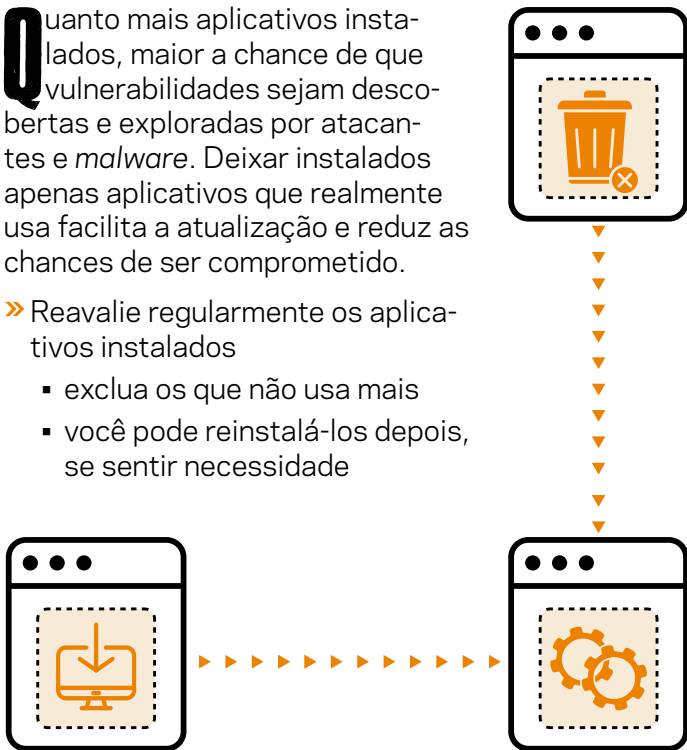 Quanto mais aplicativos insta-
lados, maior a chance de que
vulnerabilidades sejam desco-
bertas e exploradas por atacan-
tes e malware. Deixar instalados
apenas aplicativos que realmente
usa facilita a atualização e reduz as
chances de ser comprometido.
» Reavalie regularmente os aplica-
tivos instalados
▪ exclua os que não usa mais
▪ você pode reinstalá-los depois,
se sentir necessidade